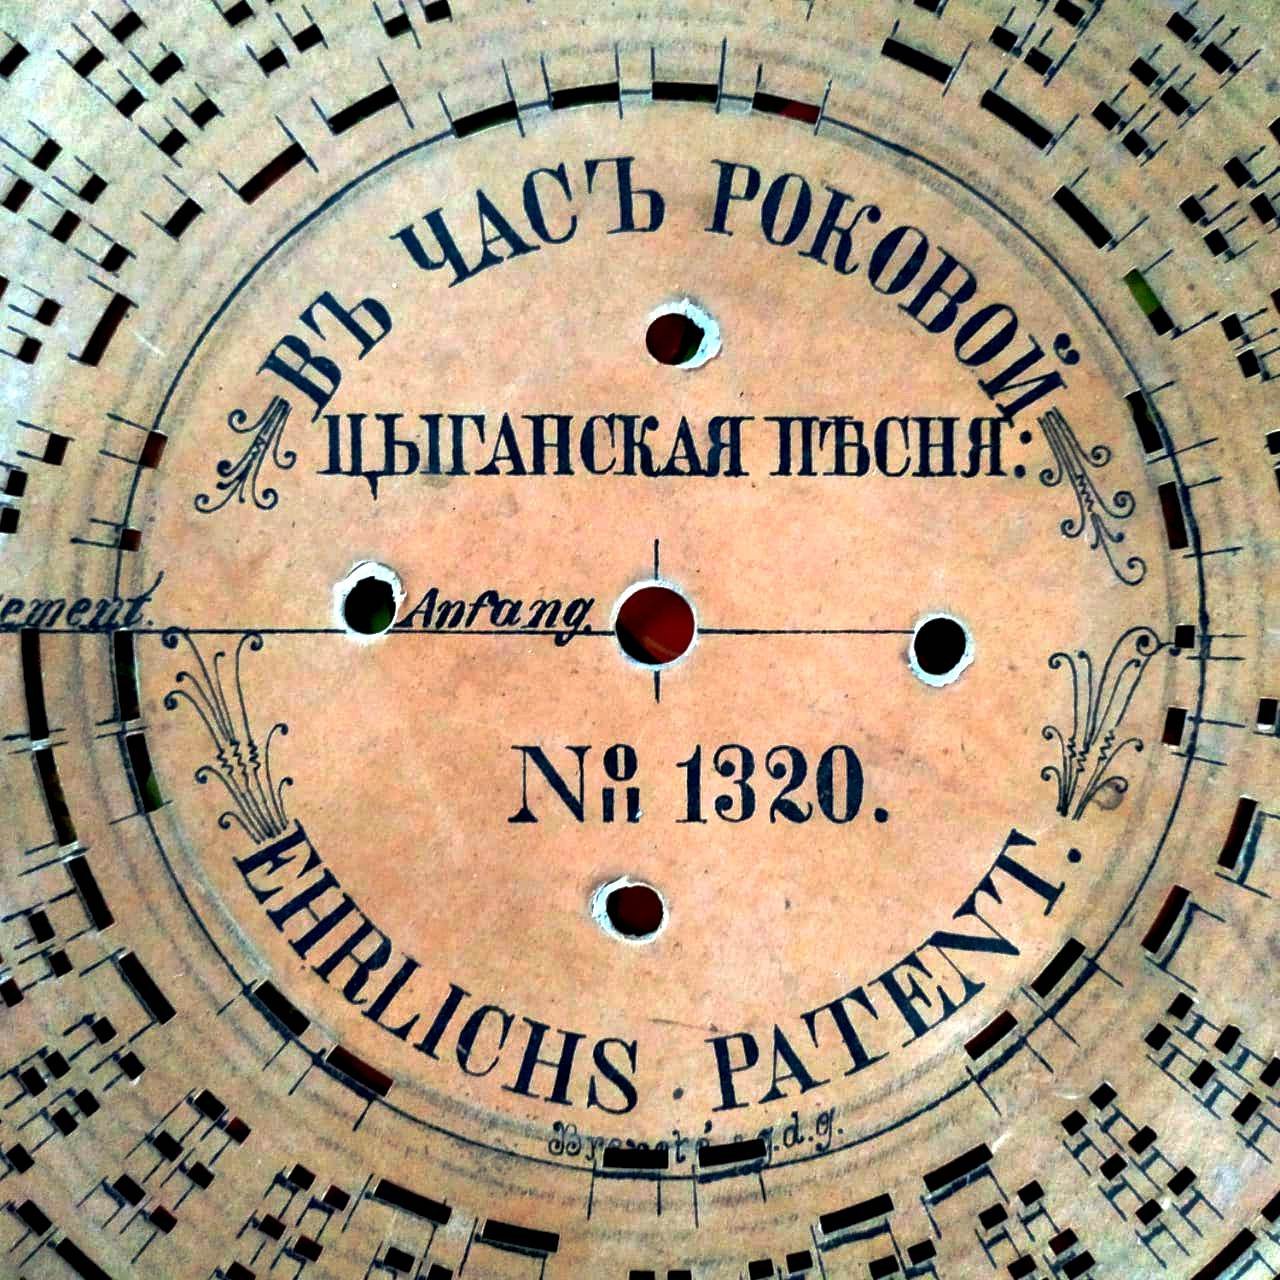 ВЪ ЧАСЪ РОКОВОЙ
ЦЫГАНСКАЯ ПѢСНЯ:
Anfang.
№ 1320.
EHRLICHS PATENT.